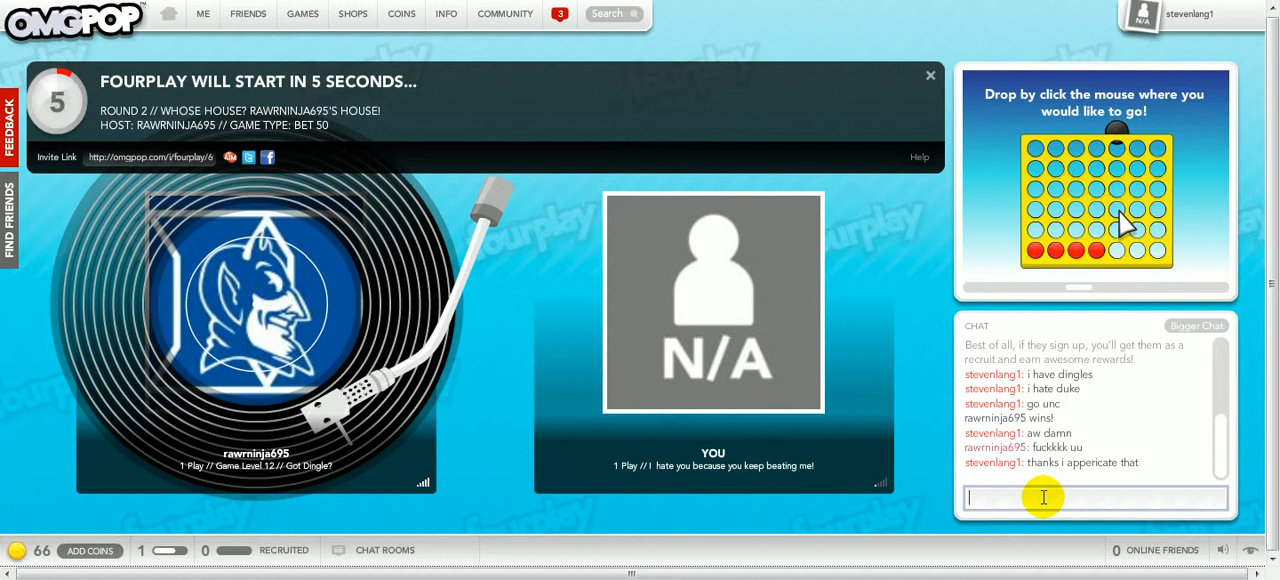 OMGPOP
ME FRIENDS GAMES SHOPS COINS INFO COMMUNITY 3 Search
N/A stevenlang1
FEEDBACK
FIND FRIENDS
5
FOURPLAY WILL START IN 5 SECONDS...
ROUND 2 // WHOSE HOUSE? RAWRNINJA695'S HOUSE!
HOST: RAWRNINJA695 // GAME TYPE: BET 50
Invite Link http://omgpop.com/i/fourplay/6 AIM t f Help
N/A
rawrninja695
1 Play // Game Level 12 // Got Dingle?
YOU
1 Play // I hate you because you keep beating me!
Drop by click the mouse where you
would like to go!
CHAT Bigger Chat
Best of all, if they sign up, you'll get them as a
recruit and earn awesome rewards!
stevenlang1: i have dingles
stevenlang1: i hate duke
stevenlang1: go unc
rawrninja695 wins!
stevenlang1: aw damn
rawrninja695: fuckkkk uu
stevenlang1: thanks i appericate that
66 ADD COINS 1 0 RECRUITED CHAT ROOMS 0 ONLINE FRIENDS